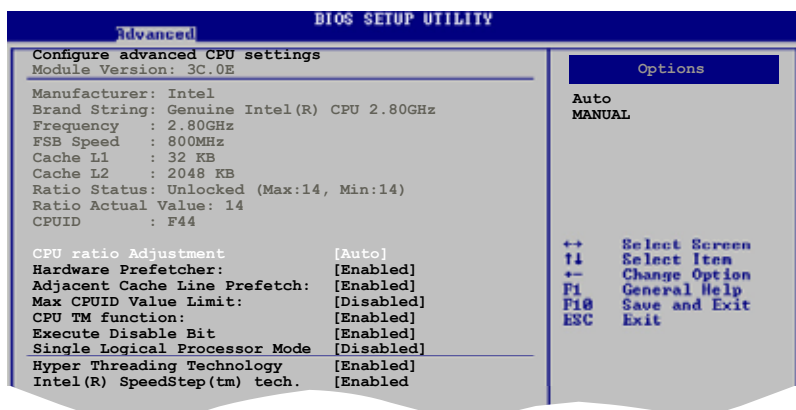 BIOS SETUP UTILITY
Advanced
Configure advanced CPU settings
Module Version: 3C.0E
Manufacturer: Intel
Brand String: Genuine Intel(R) CPU 2.80GHz
Frequency : 2.80GHz
FSB Speed : 800MHz
Cache L1 : 32 KB
Cache L2 : 2048 KB
Ratio Status: Unlocked (Max:14, Min:14)
Ratio Actual Value: 14
CPUID : F44
CPU ratio Adjustment [Auto]
Hardware Prefetcher: [Enabled]
Adjacent Cache Line Prefetch: [Enabled]
Max CPUID Value Limit: [Disabled]
CPU TM function: [Enabled]
Execute Disable Bit [Enabled]
Single Logical Processor Mode [Disabled]
Hyper Threading Technology [Enabled]
Intel(R) SpeedStep(tm) tech. [Enabled
Options
Auto
MANUAL
←→ Select Screen
↑↓ Select Item
+- Change Option
F1 General Help
F10 Save and Exit
ESC Exit